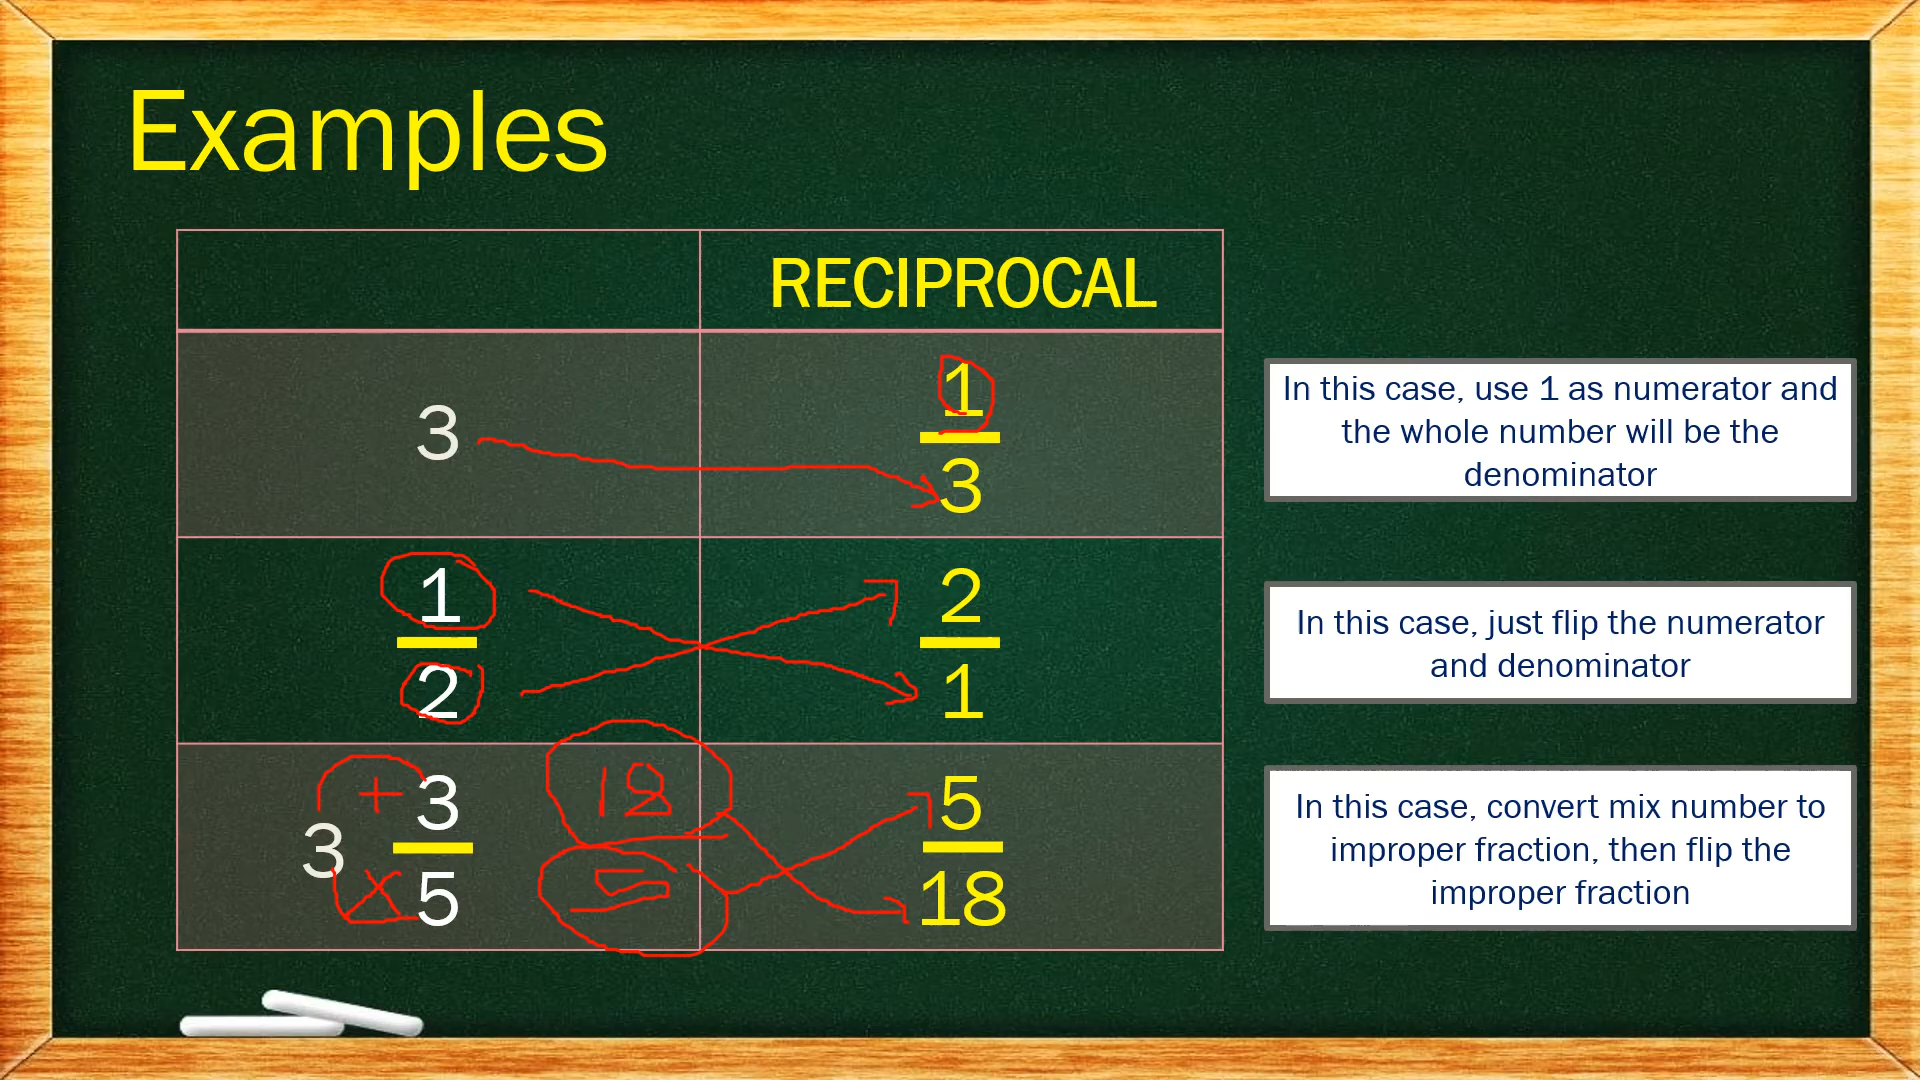 Examples
RECIPROCAL
3
1
3
In this case, use 1 as numerator and
the whole number will be the
denominator
1
2
2
1
In this case, just flip the numerator
and denominator
3 3
5
+
×
18
5
5
18
In this case, convert mix number to
improper fraction, then flip the
improper fraction